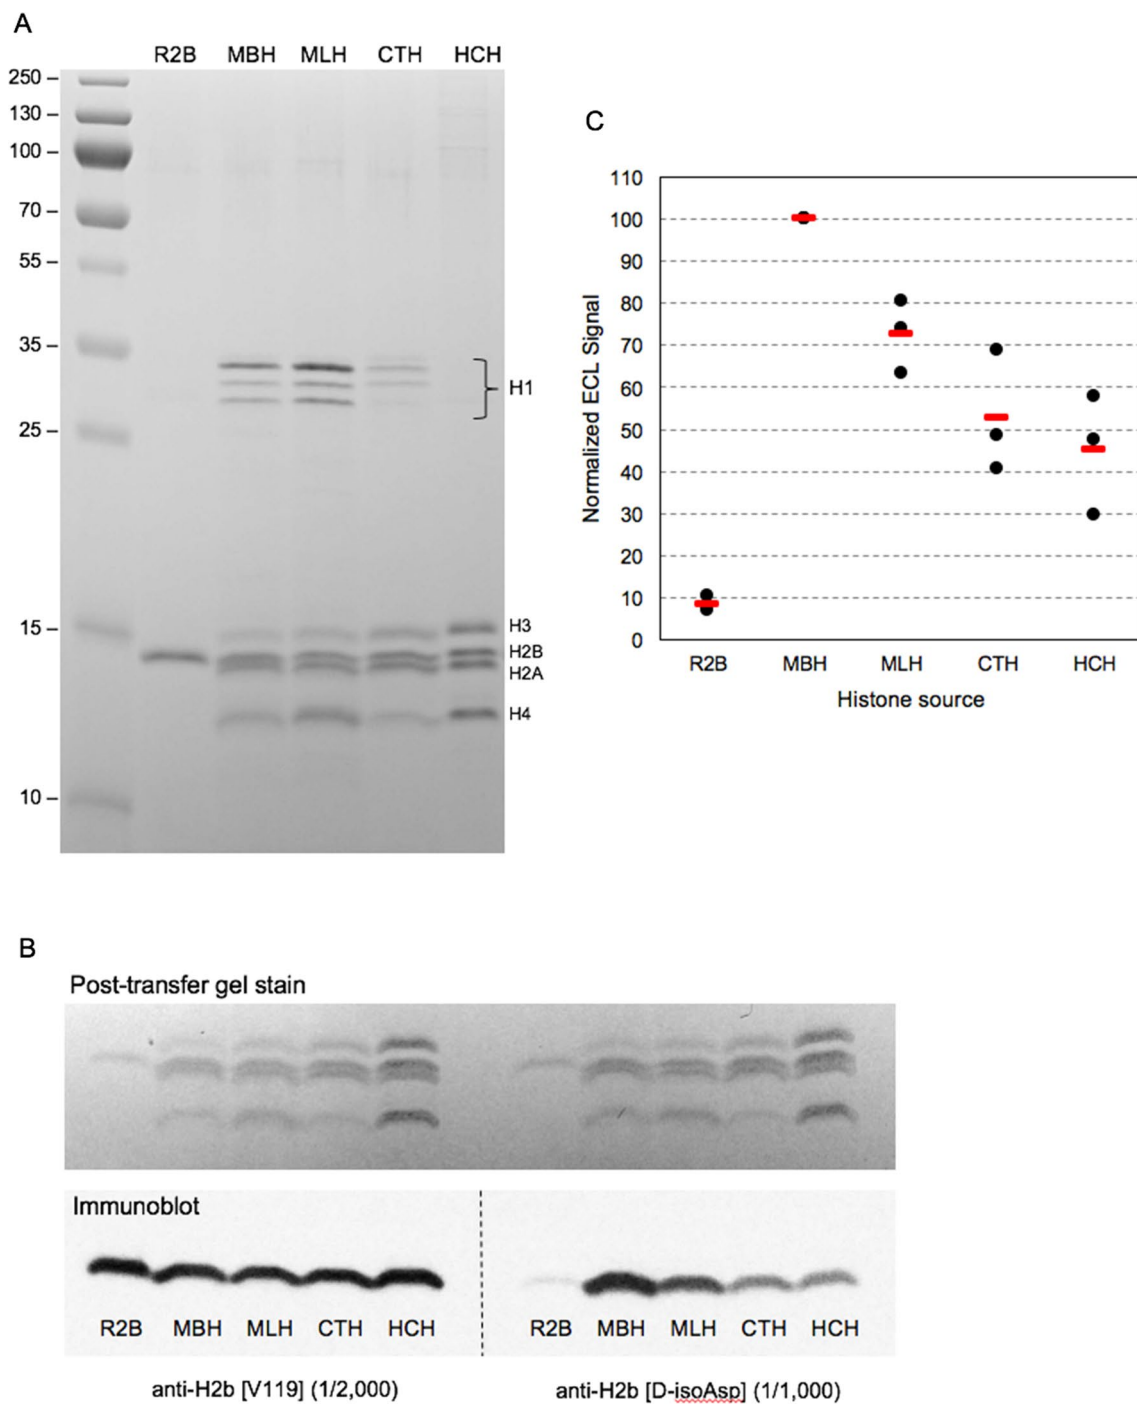 A
R2B MBH MLH CTH HCH
250
130
100
70
55
35
25
15
10
H1
H3
H2B
H2A
H4
C
110
100
90
80
70
60
50
40
30
20
10
0
Normalized ECL Signal
R2B MBH MLH CTH HCH
Histone source
B
Post-transfer gel stain
Immunoblot
R2B MBH MLH CTH HCH R2B MBH MLH CTH HCH
anti-H2b [V119] (1/2,000) anti-H2b [D-isoAsp] (1/1,000)